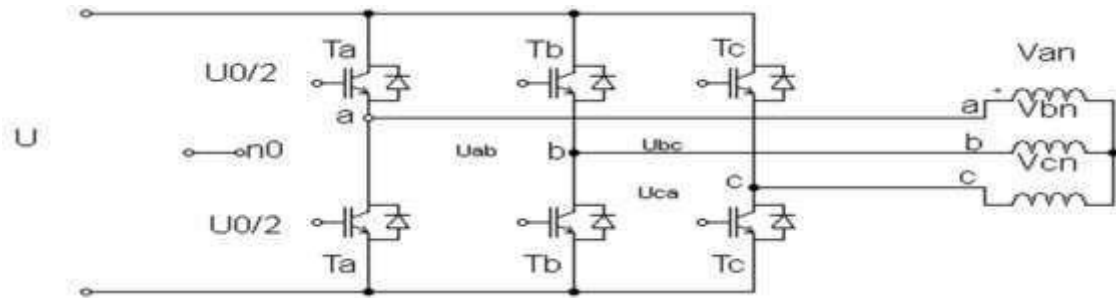 Ta Tb Tc Van
U0/2
a a Vbn
U n0 Uab b Ubc b Vcn
Uca c c
U0/2
Ta Tb Tc